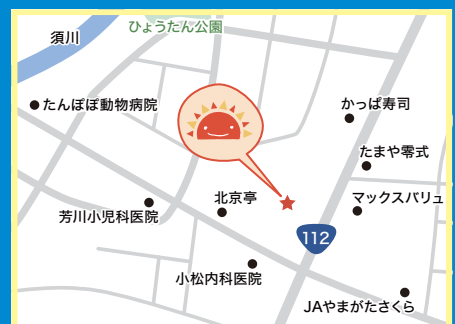 ひょうたん公園
須川
たんぽぽ動物病院
かっぱ寿司
たまや零式
北京亭
マックスバリュ
芳川小児科医院
112
小松内科医院
JAやまがたさくら